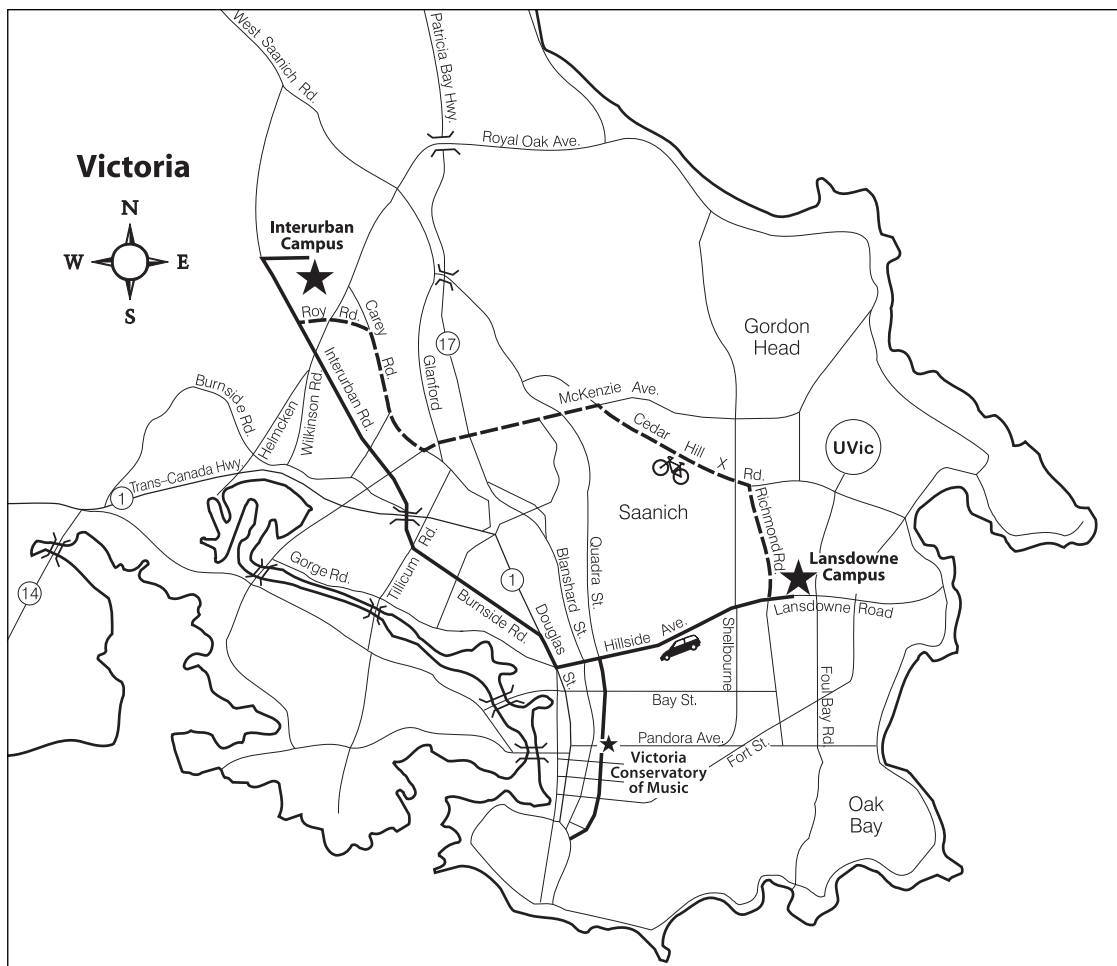 West Saanich Rd.
Patricia Bay Hwy.
Royal Oak Ave.
Victoria
N
W
E
S
Interurban
Campus
Roy Rd.
Carey Rd.
17
Gordon
Head
Interurban Rd.
Glanford
Burnside Rd.
Helmcken
Wilkinson Rd.
McKenzie Ave.
Cedar Hill X Rd.
UVic
Trans–Canada Hwy.
1
Saanich
Richmond Rd.
Tillicum Rd.
Gorge Rd.
Blanshard St.
Quadra St.
Lansdowne
Campus
14
1
Burnside Rd.
Douglas St.
Hillside Ave.
Shelbourne
Lansdowne Road
Foul Bay Rd
Bay St.
Pandora Ave.
Fort St.
Victoria
Conservatory
of Music
Oak
Bay